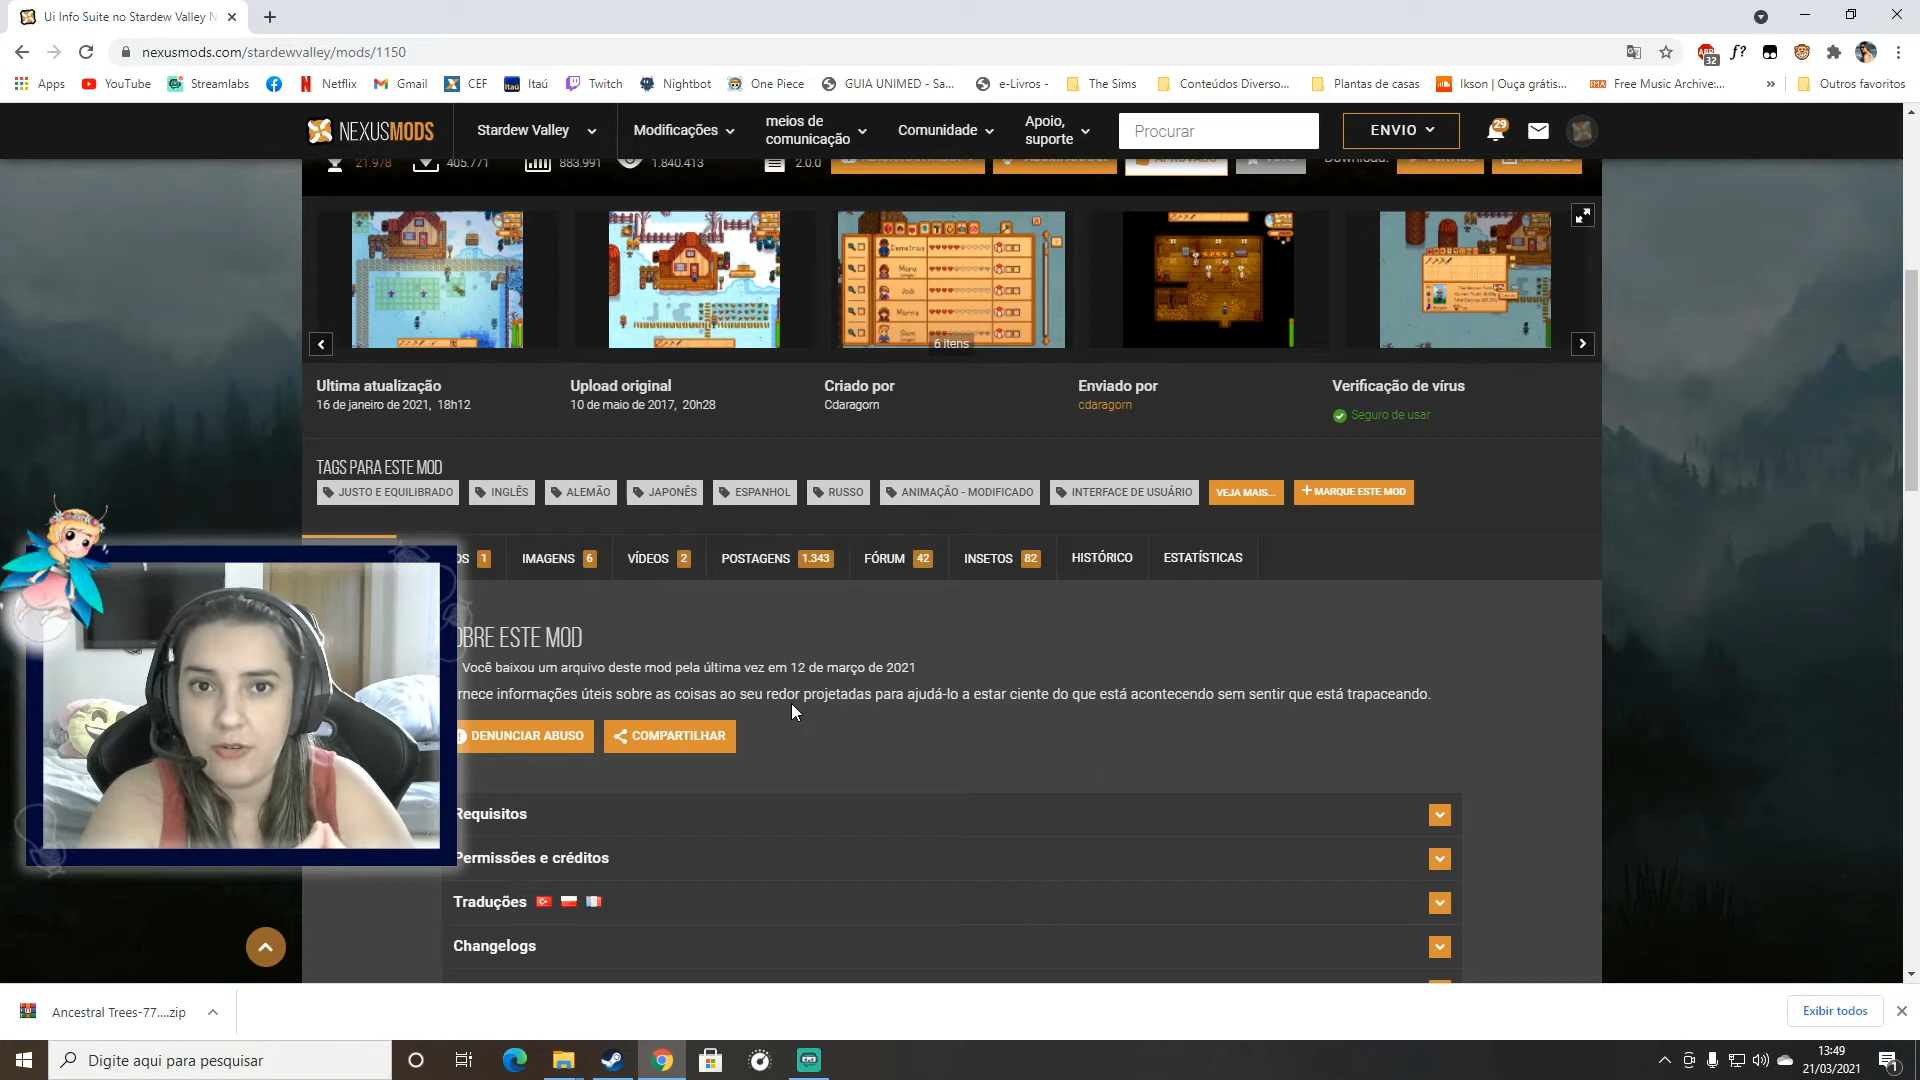 Ui Info Suite no Stardew Valley N
nexusmods.com/stardewvalley/mods/1150
32
Apps YouTube Streamlabs Netflix Gmail CEF Itaú Twitch Nightbot One Piece GUIA UNIMED - Sa... e-Livros - The Sims Conteúdos Diverso... Plantas de casas Ikson | Ouça grátis... Free Music Archive:... » Outros favoritos
NEXUSMODS Stardew Valley Modificações meios de comunicação Comunidade Apoio, suporte Procurar ENVIO 29
21.978 405.771 883.991 1.840.413 2.0.0
6 itens
Ultima atualização
16 de janeiro de 2021, 18h12
Upload original
10 de maio de 2017, 20h28
Criado por
Cdaragorn
Enviado por
cdaragorn
Verificação de vírus
Seguro de usar
TAGS PARA ESTE MOD
JUSTO E EQUILIBRADO INGLÊS ALEMÃO JAPONÊS ESPANHOL RUSSO ANIMAÇÃO - MODIFICADO INTERFACE DE USUÁRIO VEJA MAIS... + MARQUE ESTE MOD
OS 1 IMAGENS 6 VÍDEOS 2 POSTAGENS 1.343 FÓRUM 42 INSETOS 82 HISTÓRICO ESTATÍSTICAS
OBRE ESTE MOD
Você baixou um arquivo deste mod pela última vez em 12 de março de 2021
rnece informações úteis sobre as coisas ao seu redor projetadas para ajudá-lo a estar ciente do que está acontecendo sem sentir que está trapaceando.
DENUNCIAR ABUSO COMPARTILHAR
Requisitos
Permissões e créditos
Traduções
Changelogs
Ancestral Trees-77....zip
Exibir todos
Digite aqui para pesquisar
13:49
21/03/2021
1